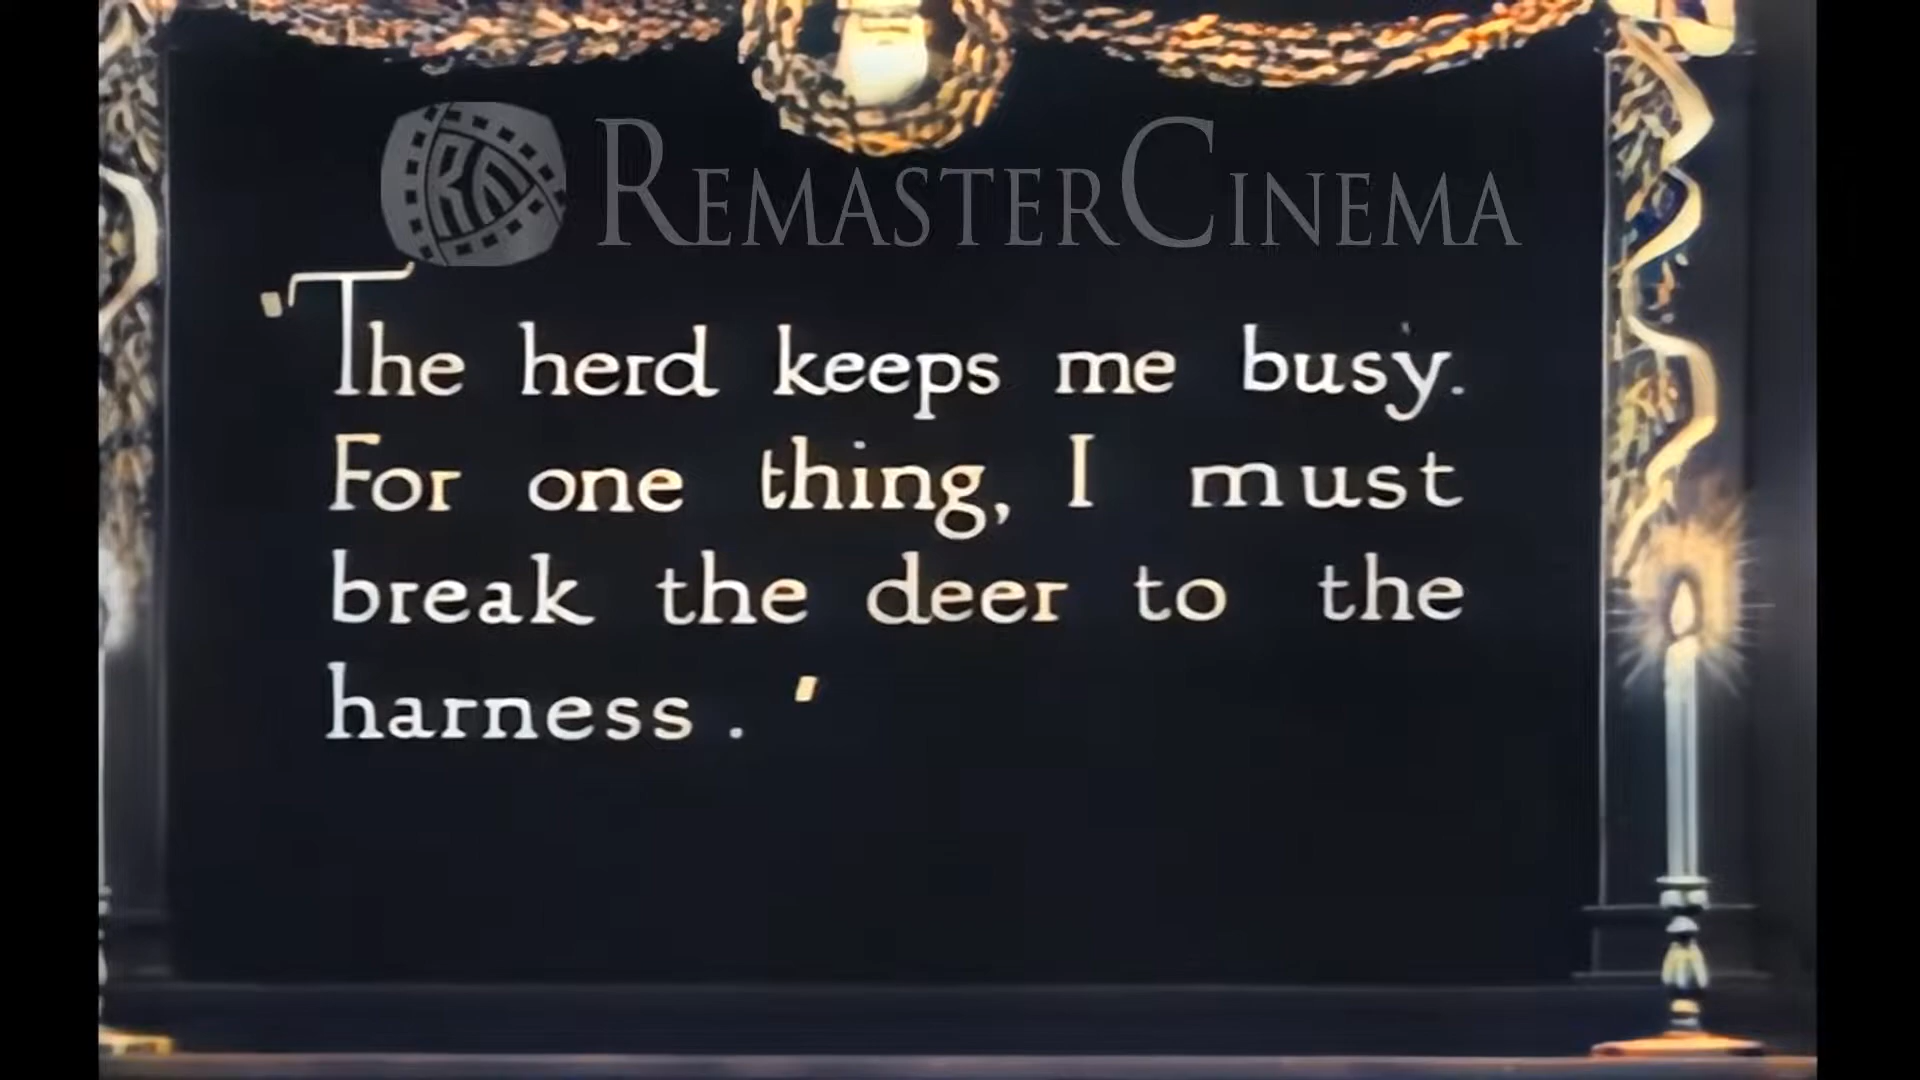 REMASTERCINEMA
"The herd keeps me busy.
For one thing, I must
break the deer to the
harness . "